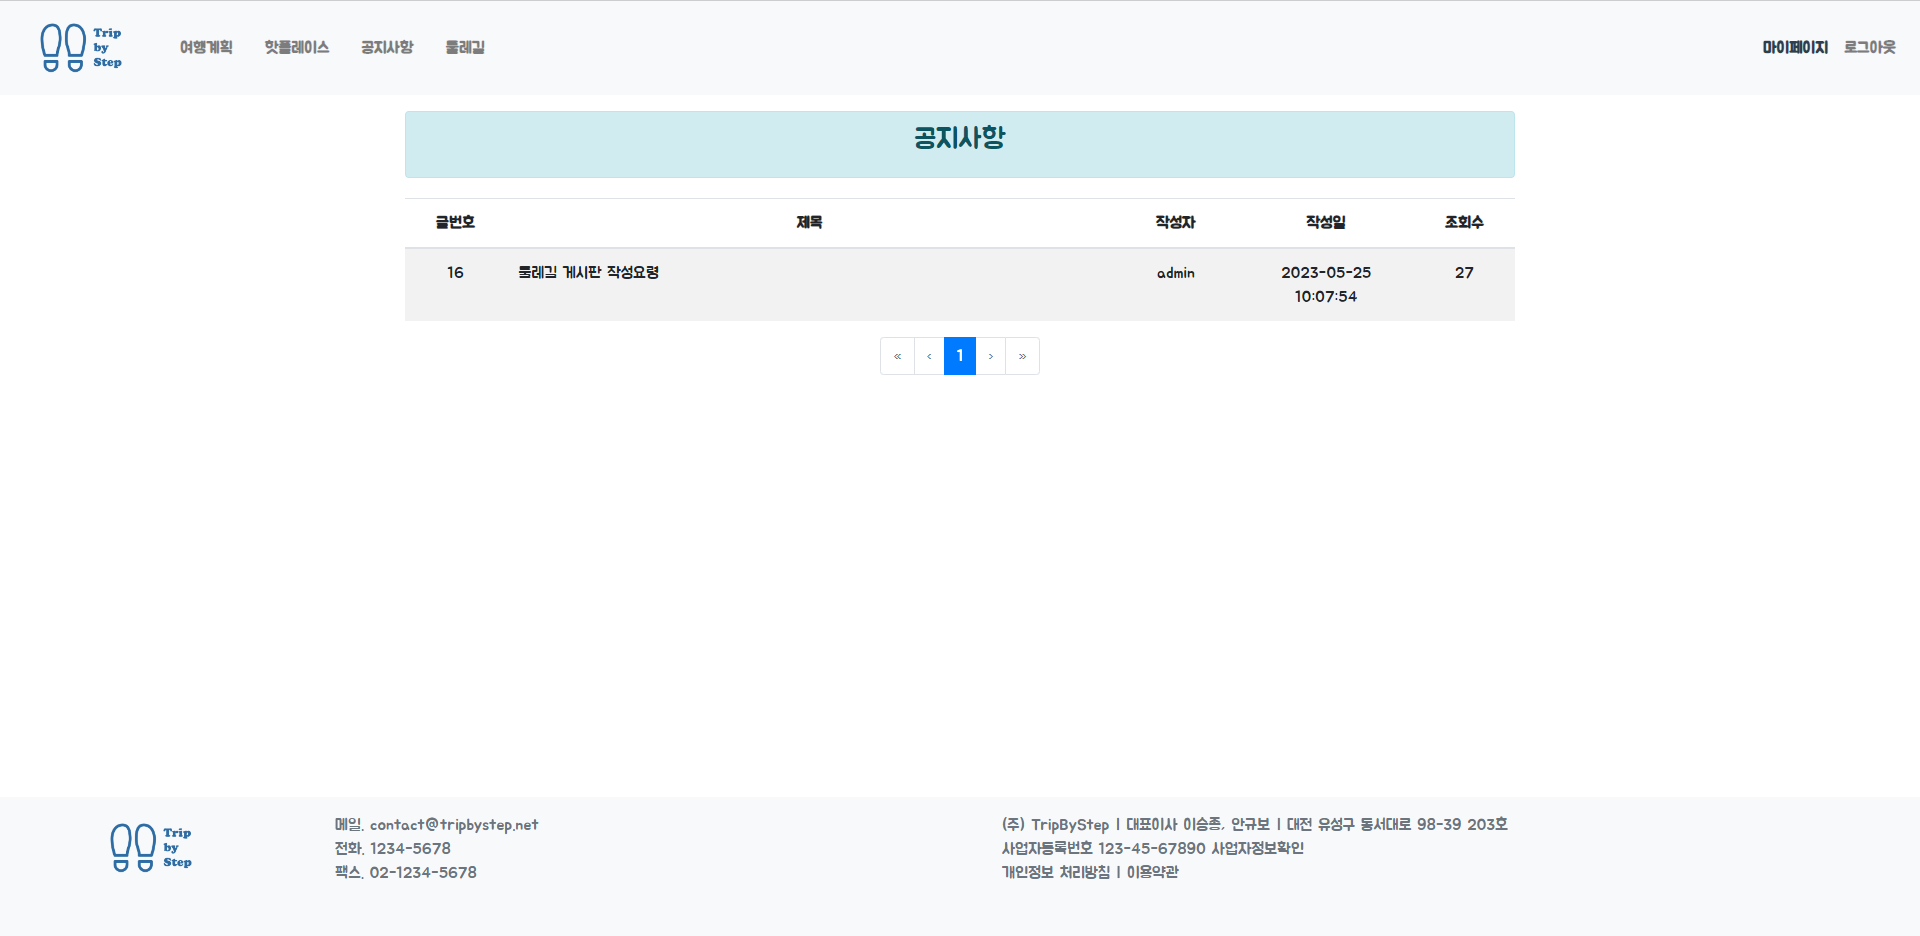 Trip
by
Step
여행계획 핫플레이스 공지사항 둘레길 마이페이지 로그아웃
공지사항
글번호 제목 작성자 작성일 조회수
16 둘레길 게시판 작성요령 admin 2023-05-25 27
10:07:54
« ‹ 1 › »
Trip
by
Step
메일. contact@tripbystep.net
전화. 1234-5678
팩스. 02-1234-5678
(주) TripByStep | 대표이사 이승종, 안규보 | 대전 유성구 동서대로 98-39 203호
사업자등록번호 123-45-67890 사업자정보확인
개인정보 처리방침 | 이용약관